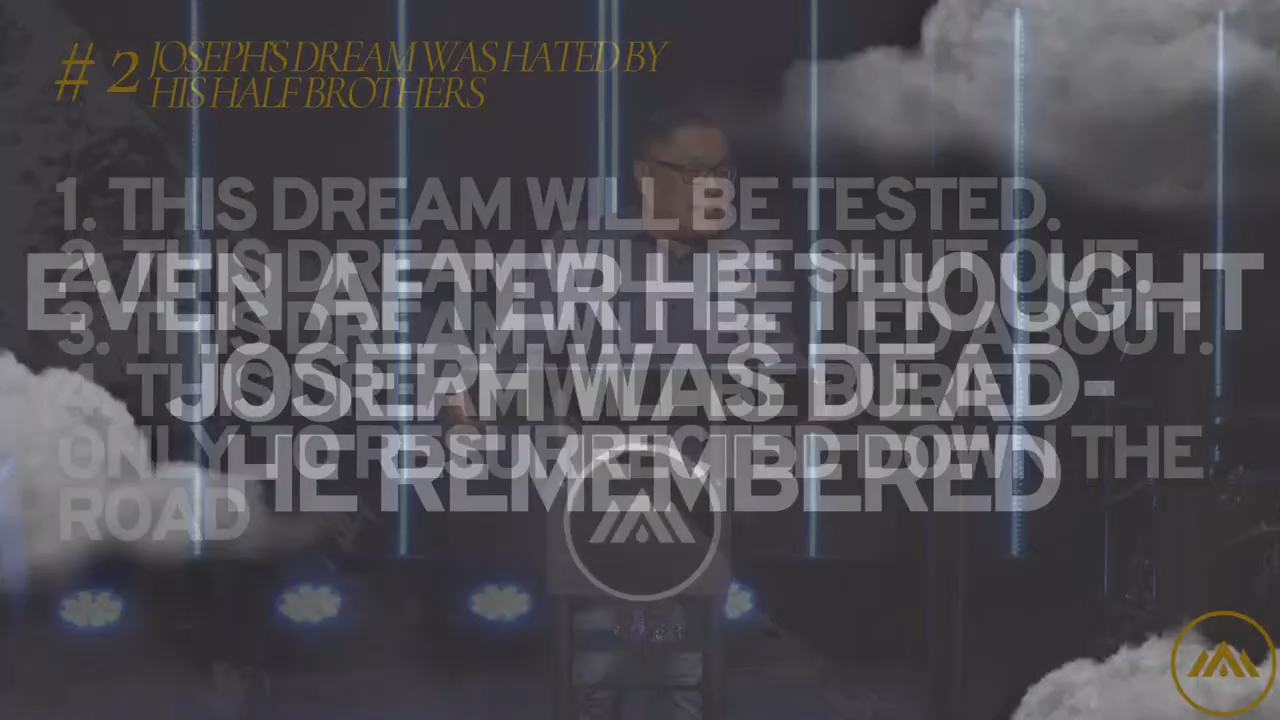 # 2 JOSEPH'S DREAM WAS HATED BY
HIS HALF BROTHERS
1. THIS DREAM WILL BE TESTED.
2. THIS DREAM WILL BE SHUT OUT.
3. THIS DREAM WILL BE LIED ABOUT.
4. THIS DREAM WILL BE BURIED
ONLY TO RESURRECTED DOWN THE
ROAD
EVEN AFTER HE THOUGHT
JOSEPH WAS DEAD-
HE REMEMBERED